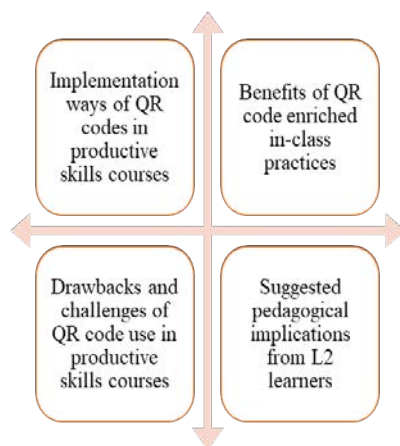 Implementation
ways of QR
codes in
productive
skills courses
Benefits of QR
code enriched
in-class
practices
Drawbacks and
challenges of
QR code use in
productive
skills courses
Suggested
pedagogical
implications
from L2
learners